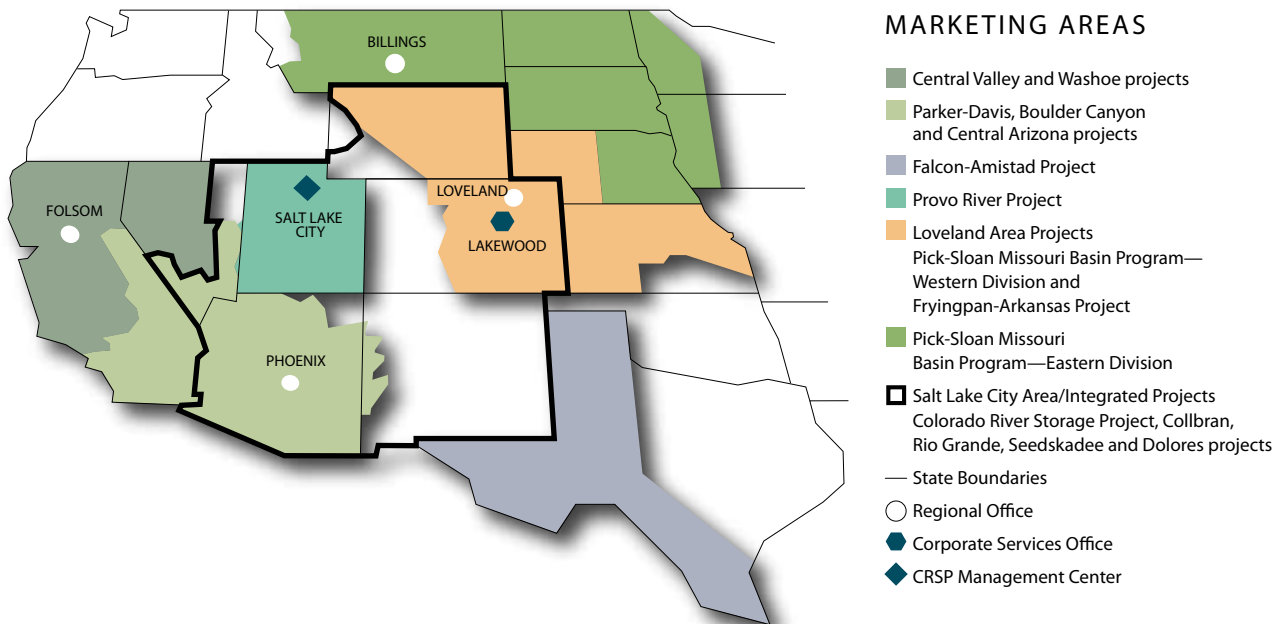 BILLINGS
FOLSOM
SALT LAKE
CITY
LOVELAND
LAKEWOOD
PHOENIX
MARKETING AREAS
Central Valley and Washoe projects
Parker-Davis, Boulder Canyon
and Central Arizona projects
Falcon-Amistad Project
Provo River Project
Loveland Area Projects
Pick-Sloan Missouri Basin Program—
Western Division and
Fryingpan-Arkansas Project
Pick-Sloan Missouri
Basin Program—Eastern Division
Salt Lake City Area/Integrated Projects
Colorado River Storage Project, Collbran,
Rio Grande, Seedskadee and Dolores projects
State Boundaries
Regional Office
Corporate Services Office
CRSP Management Center